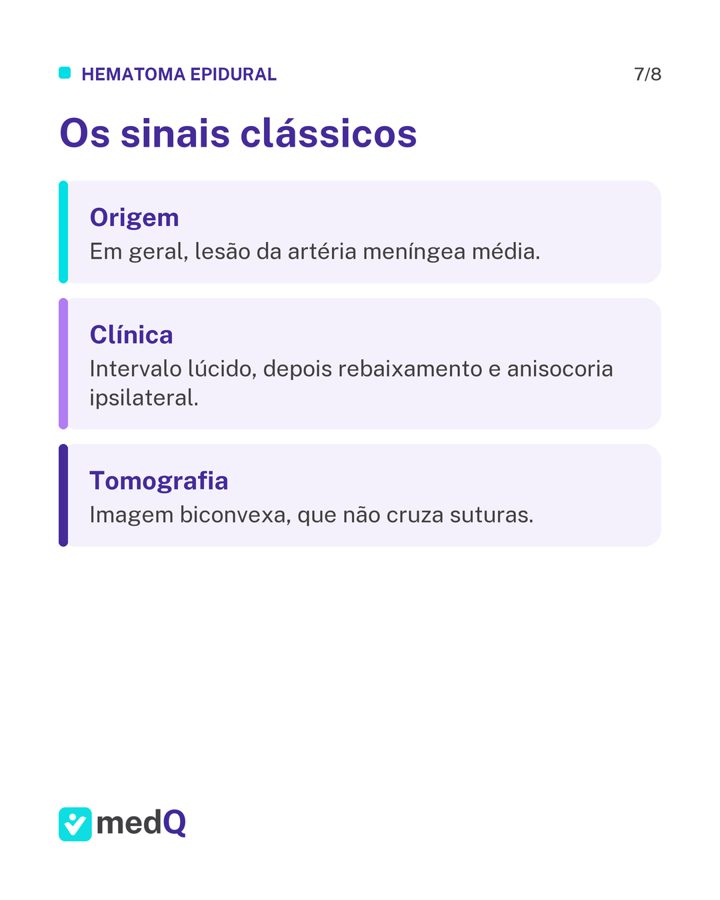 HEMATOMA EPIDURAL
7/8
Os sinais clássicos
Origem
Em geral, lesão da artéria meníngea média.
Clínica
Intervalo lúcido, depois rebaixamento e anisocoria
ipsilateral.
Tomografia
Imagem biconvexa, que não cruza suturas.
medQ